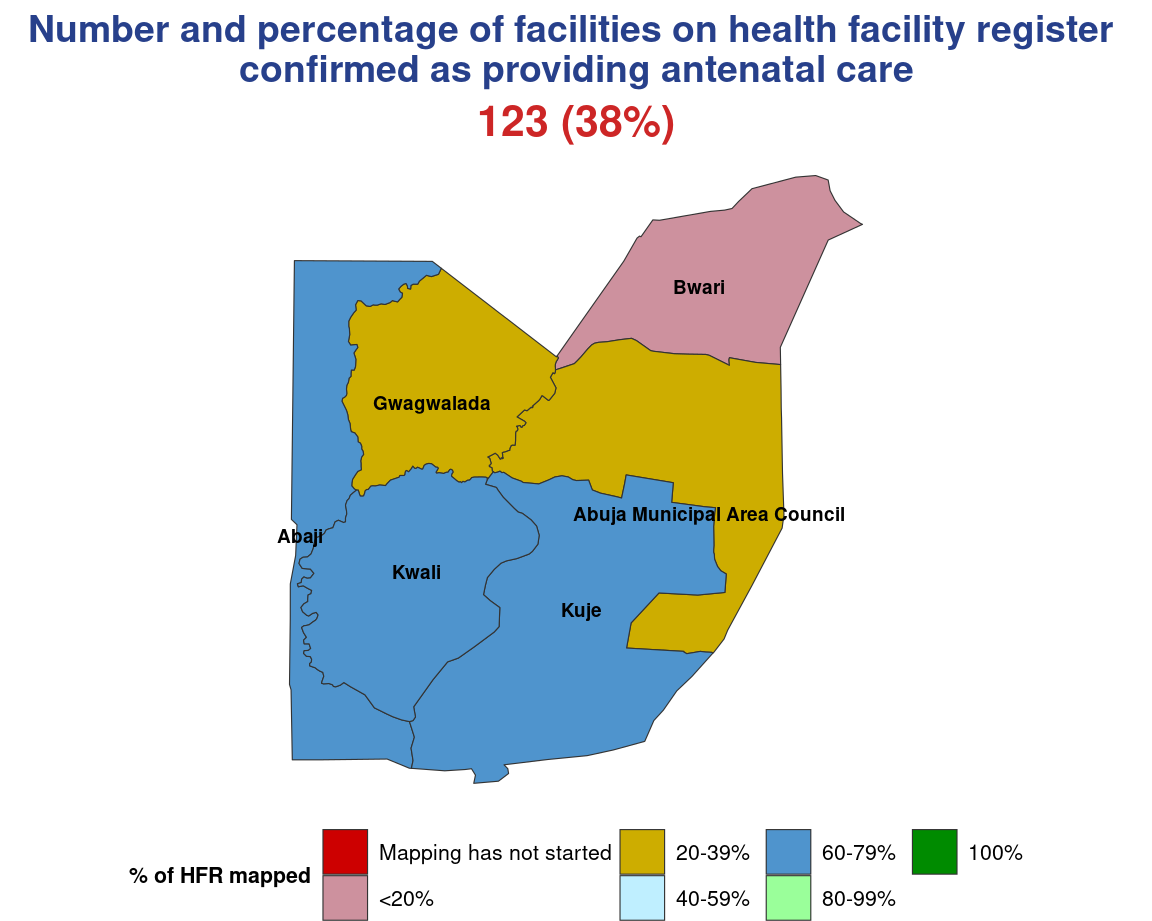 Number and percentage of facilities on health facility register
confirmed as providing antenatal care
123 (38%)
Bwari
Gwagwalada
Abuja Municipal Area Council
Abaji
Kwali
Kuje
% of HFR mapped
Mapping has not started
<20%
20-39%
40-59%
60-79%
80-99%
100%